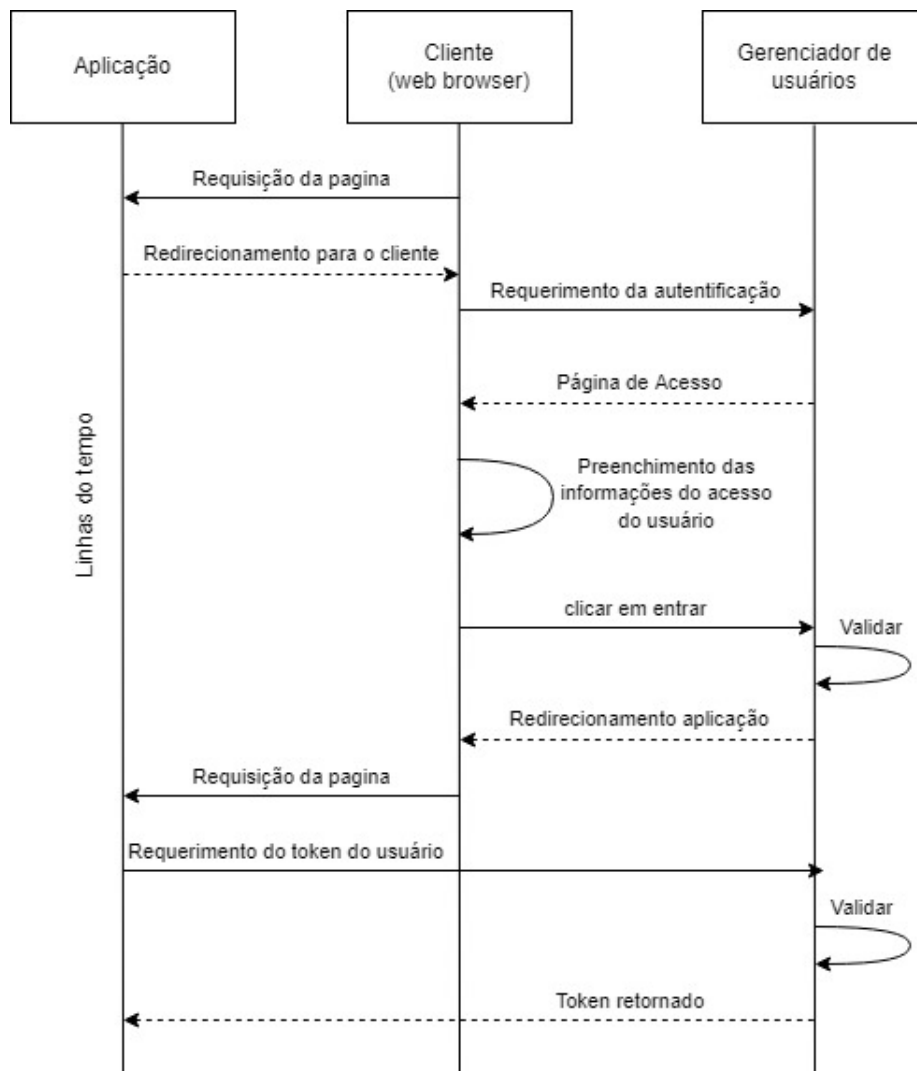 Aplicação
Cliente
(web browser)
Gerenciador de
usuários
Requisição da pagina
Redirecionamento para o cliente
Requerimento da autentificação
Página de Acesso
Linhas do tempo
Preenchimento das
informações do acesso
do usuário
clicar em entrar
Validar
Redirecionamento aplicação
Requisição da pagina
Requerimento do token do usuário
Validar
Token retornado